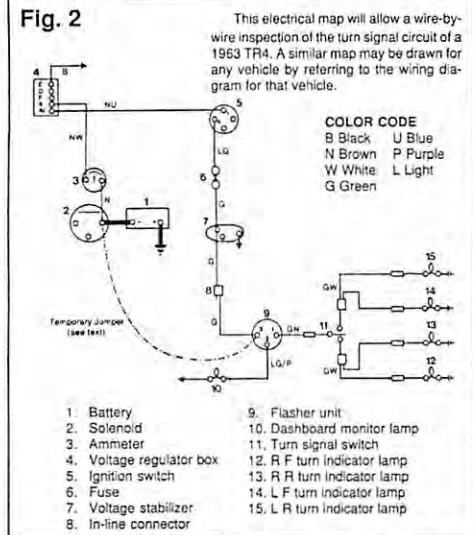 Fig. 2
This electrical map will allow a wire-by-
wire inspection of the turn signal circuit of a
1963 TR4. A similar map may be drawn for
any vehicle by referring to the wiring dia-
gram for that vehicle.
COLOR CODE
B Black U Blue
N Brown P Purple
W White L Light
G Green
4
B
NU
5
NW
LG
3
6
N
G
2
1
7
G
15
8
GW
14
9
Temporary Jumper
(see text)
G
GN
11
13
GW
12
LG/P
10
1. Battery
2. Solenoid
3. Ammeter
4. Voltage regulator box
5. Ignition switch
6. Fuse
7. Voltage stabilizer
8. In-line connector
9. Flasher unit
10. Dashboard monitor lamp
11. Turn signal switch
12. R F turn indicator lamp
13. R R turn indicator lamp
14. L F turn indicator lamp
15. L R turn indicator lamp